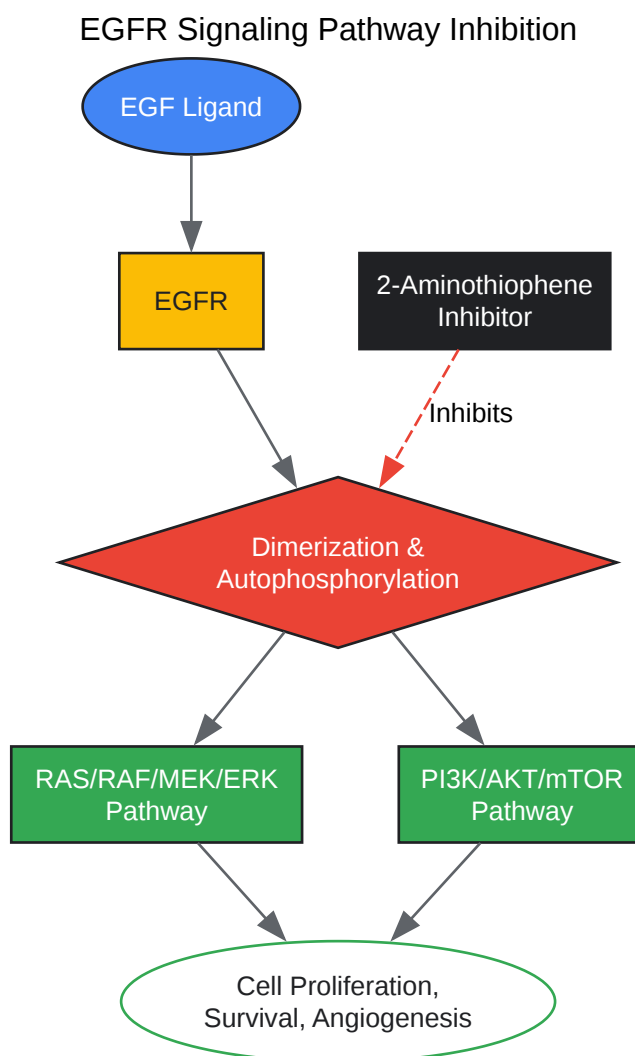 EGFR Signaling Pathway Inhibition
EGF Ligand
EGFR
2-Aminothiophene
Inhibitor
Inhibits
Dimerization &
Autophosphorylation
RAS/RAF/MEK/ERK
Pathway
PI3K/AKT/mTOR
Pathway
Cell Proliferation,
Survival, Angiogenesis